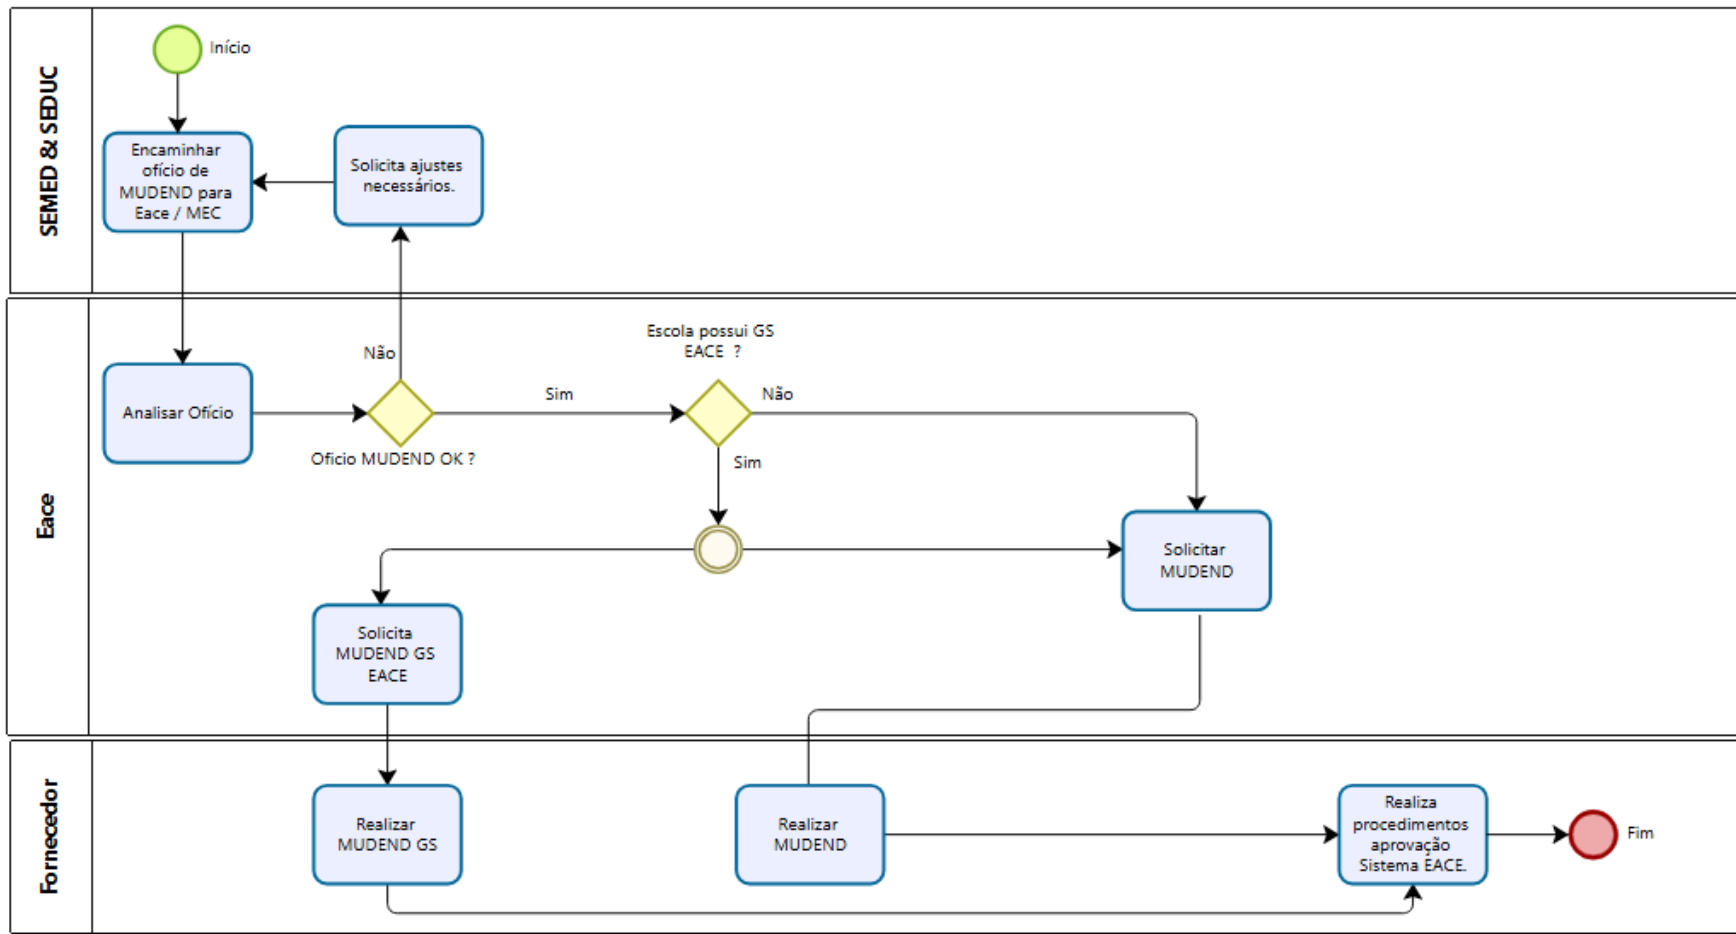 SEMED & SEDUC
Início
Encaminhar
ofício de
MUDEND para
Eace / MEC
Solicita ajustes
necessários.
Eace
Analisar Ofício
Não
Oficio MUDEND OK ?
Sim
Escola possui GS
EACE ?
Não
Sim
Solicitar
MUDEND
Solicita
MUDEND GS
EACE
Fornecedor
Realizar
MUDEND GS
Realizar
MUDEND
Realiza
procedimentos
aprovação
Sistema EACE.
Fim